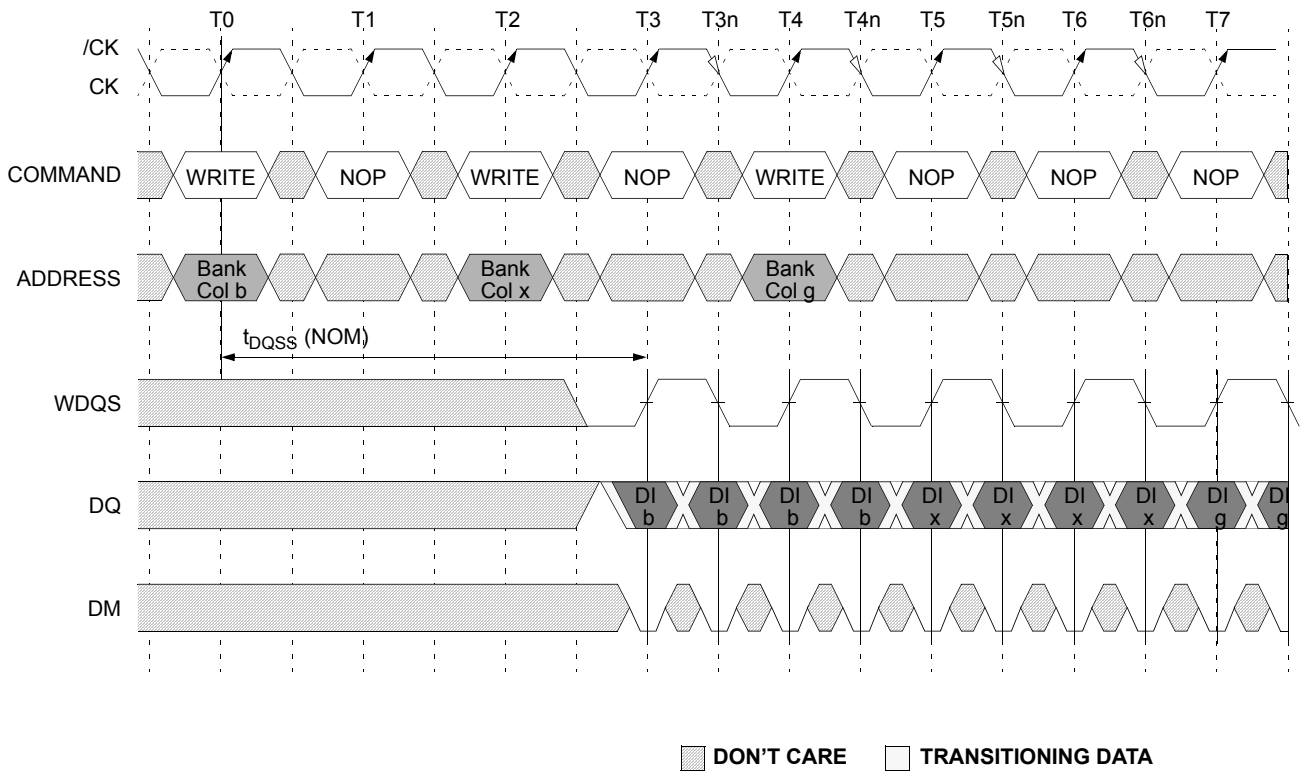 T0 T1 T2 T3 T3n T4 T4n T5 T5n T6 T6n T7
/CK
CK
COMMAND WRITE NOP WRITE NOP WRITE NOP NOP NOP
ADDRESS Bank Col b Bank Col x Bank Col g
tDQSS (NOM)
WDQS
DQ DI b DI b DI b DI b DI x DI x DI x DI x DI g DI g
DM
DON'T CARE TRANSITIONING DATA